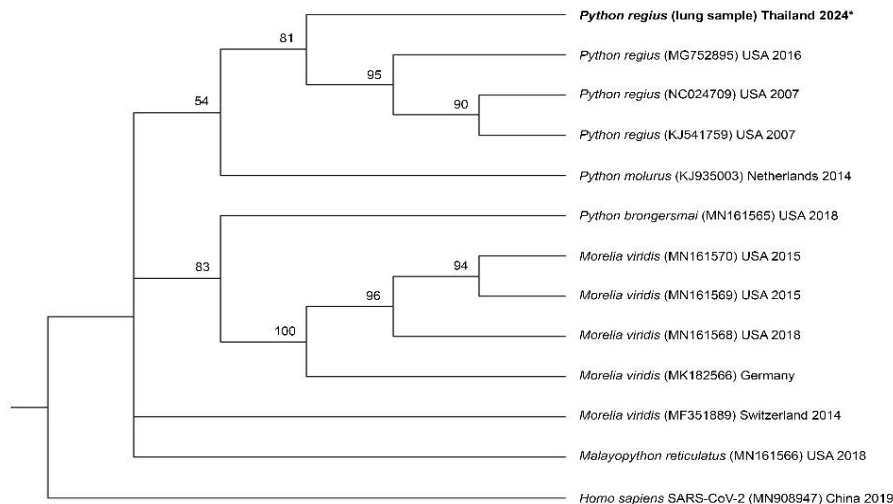 Python regius (lung sample) Thailand 2024*
81
Python regius (MG752895) USA 2016
95
Python regius (NC024709) USA 2007
54
90
Python regius (KJ541759) USA 2007
Python molurus (KJ935003) Netherlands 2014
Python brongersmai (MN161565) USA 2018
Morelia viridis (MN161570) USA 2015
83
94
Morelia viridis (MN161569) USA 2015
96
Morelia viridis (MN161568) USA 2018
100
Morelia viridis (MK182566) Germany
Morelia viridis (MF351889) Switzerland 2014
Malayopython reticulatus (MN161566) USA 2018
Homo sapiens SARS-CoV-2 (MN908947) China 2019